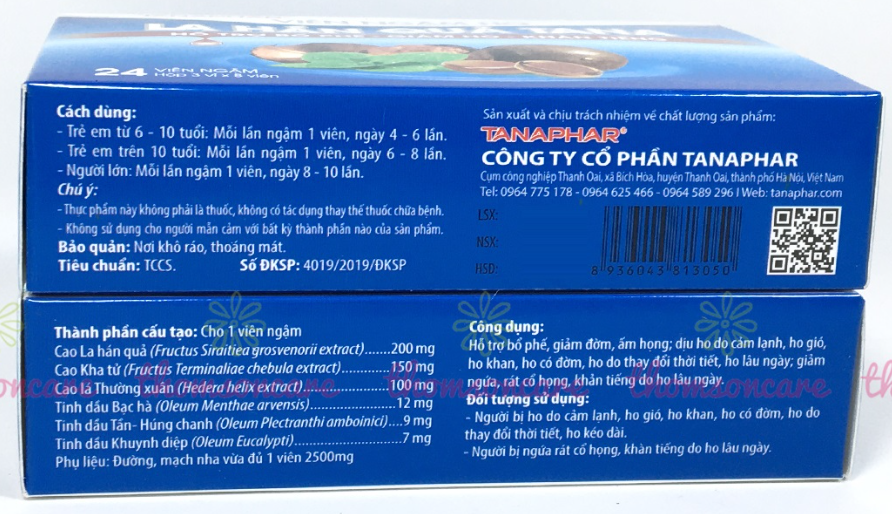 24 VIÊN NGẬM
Hộp 3 vỉ x 8 viên
Cách dùng:
- Trẻ em từ 6 - 10 tuổi: Mỗi lần ngậm 1 viên, ngày 4 - 6 lần.
- Trẻ em trên 10 tuổi: Mỗi lần ngậm 1 viên, ngày 6 - 8 lần.
- Người lớn: Mỗi lần ngậm 1 viên, ngày 8 - 10 lần.
Chú ý:
- Thực phẩm này không phải là thuốc, không có tác dụng thay thế thuốc chữa bệnh.
- Không sử dụng cho người mẫn cảm với bất kỳ thành phần nào của sản phẩm.
Bảo quản: Nơi khô ráo, thoáng mát.
Tiêu chuẩn: TCCS. Số ĐKSP: 4019/2019/ĐKSP
Sản xuất và chịu trách nhiệm về chất lượng sản phẩm:
TANAPHAR®
CÔNG TY CỔ PHẦN TANAPHAR
Cụm công nghiệp Thanh Oai, xã Bích Hòa, huyện Thanh Oai, thành phố Hà Nội, Việt Nam
Tel: 0964 775 178 - 0964 625 466 - 0964 589 296 I Web: tanaphar.com
LSX:
NSX:
HSD:
8 936043 813050
Thành phần cấu tạo: Cho 1 viên ngậm
Cao La hán quả (Fructus Siraitiea grosvenorii extract).......200 mg
Cao Kha tử (Fructus Terminaliae chebula extract)............150 mg
Cao lá Thường xuân (Hedera helix extract)....................100 mg
Tinh dầu Bạc hà (Oleum Menthae arvensis).....................12 mg
Tinh dầu Tần- Húng chanh (Oleum Plectranthi amboinici)....9 mg
Tinh dầu Khuynh diệp (Oleum Eucalypti)..........................7 mg
Phụ liệu: Đường, mạch nha vừa đủ 1 viên 2500mg
Công dụng:
Hỗ trợ bổ phế, giảm đờm, ấm họng; dịu ho do cảm lạnh, ho gió,
ho khan, ho có đờm, ho do thay đổi thời tiết, ho lâu ngày; giảm
ngứa rát cổ họng, khản tiếng do ho lâu ngày.
Đối tượng sử dụng:
- Người bị ho do cảm lạnh, ho gió, ho khan, ho có đờm, ho do
thay đổi thời tiết, ho kéo dài.
- Người bị ngứa rát cổ họng, khàn tiếng do ho lâu ngày.
thomsoncare thomsoncare thomsoncare